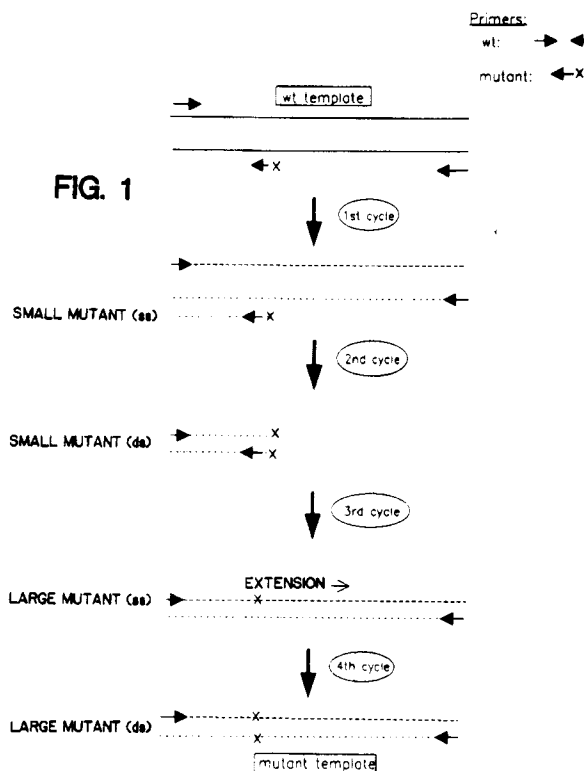 Primers:
wt:
mutant:
x
wt template
x
FIG. 1
1st cycle
SMALL MUTANT (ss)
x
2nd cycle
SMALL MUTANT (ds)
x
x
3rd cycle
EXTENSION
LARGE MUTANT (ss)
x
4th cycle
LARGE MUTANT (ds)
x
x
mutant template